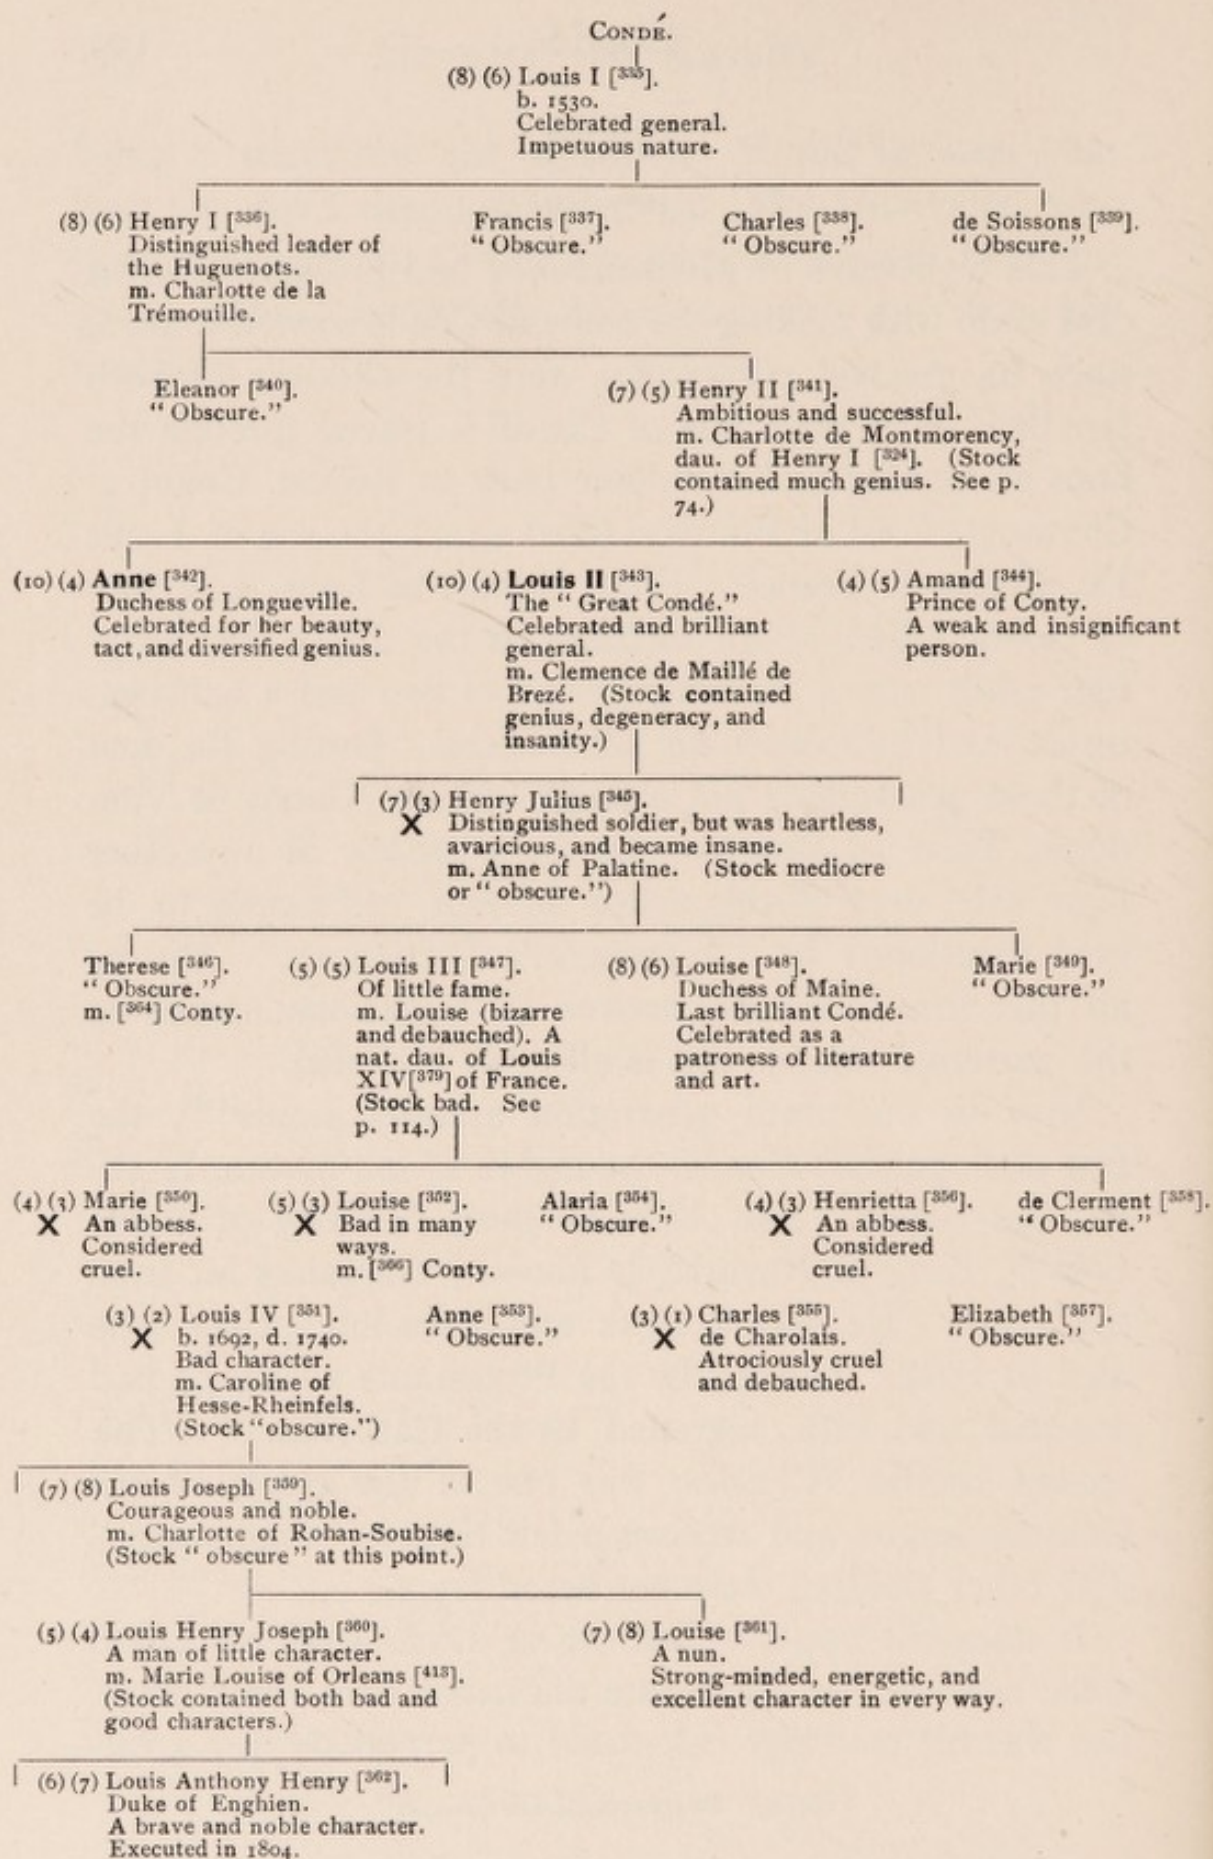 CONDÉ.
(8) (6) Louis I [335].
b. 1530.
Celebrated general.
Impetuous nature.
(8) (6) Henry I [336].
Distinguished leader of
the Huguenots.
m. Charlotte de la
Trémouille.
Francis [337].
“Obscure.”
Charles [338].
“Obscure.”
de Soissons [339].
“Obscure.”
Eleanor [340].
“Obscure.”
(7) (5) Henry II [341].
Ambitious and successful.
m. Charlotte de Montmorency,
dau. of Henry I [324]. (Stock
contained much genius. See p.
74.)
(10) (4) Anne [342].
Duchess of Longueville.
Celebrated for her beauty,
tact, and diversified genius.
(10) (4) Louis II [343].
The “Great Condé.”
Celebrated and brilliant
general.
m. Clemence de Maillé de
Brezé. (Stock contained
genius, degeneracy, and
insanity.)
(4) (5) Amand [344].
Prince of Conty.
A weak and insignificant
person.
(7) (3) Henry Julius [345].
X Distinguished soldier, but was heartless,
avaricious, and became insane.
m. Anne of Palatine. (Stock mediocre
or “obscure.”)
Therese [346].
“Obscure.”
m. [364] Conty.
(5) (5) Louis III [347].
Of little fame.
m. Louise (bizarre
and debauched). A
nat. dau. of Louis
XIV [379] of France.
(Stock bad. See
p. 114.)
(8) (6) Louise [348].
Duchess of Maine.
Last brilliant Condé.
Celebrated as a
patroness of literature
and art.
Marie [349].
“Obscure.”
(4) (3) Marie [350].
X An abbess.
Considered
cruel.
(5) (3) Louise [352].
X Bad in many
ways.
m. [366] Conty.
Alaria [354].
“Obscure.”
(4) (3) Henrietta [356].
X An abbess.
Considered
cruel.
de Clerment [358].
“Obscure.”
(3) (2) Louis IV [351].
X b. 1692, d. 1740.
Bad character.
m. Caroline of
Hesse-Rheinfels.
(Stock “obscure.”)
Anne [353].
“Obscure.”
(3) (1) Charles [355].
X de Charolais.
Atrociously cruel
and debauched.
Elizabeth [357].
“Obscure.”
(7) (8) Louis Joseph [359].
Courageous and noble.
m. Charlotte of Rohan-Soubise.
(Stock “obscure” at this point.)
(5) (4) Louis Henry Joseph [360].
A man of little character.
m. Marie Louise of Orleans [413].
(Stock contained both bad and
good characters.)
(7) (8) Louise [361].
A nun.
Strong-minded, energetic, and
excellent character in every way.
(6) (7) Louis Anthony Henry [362].
Duke of Enghien.
A brave and noble character.
Executed in 1804.